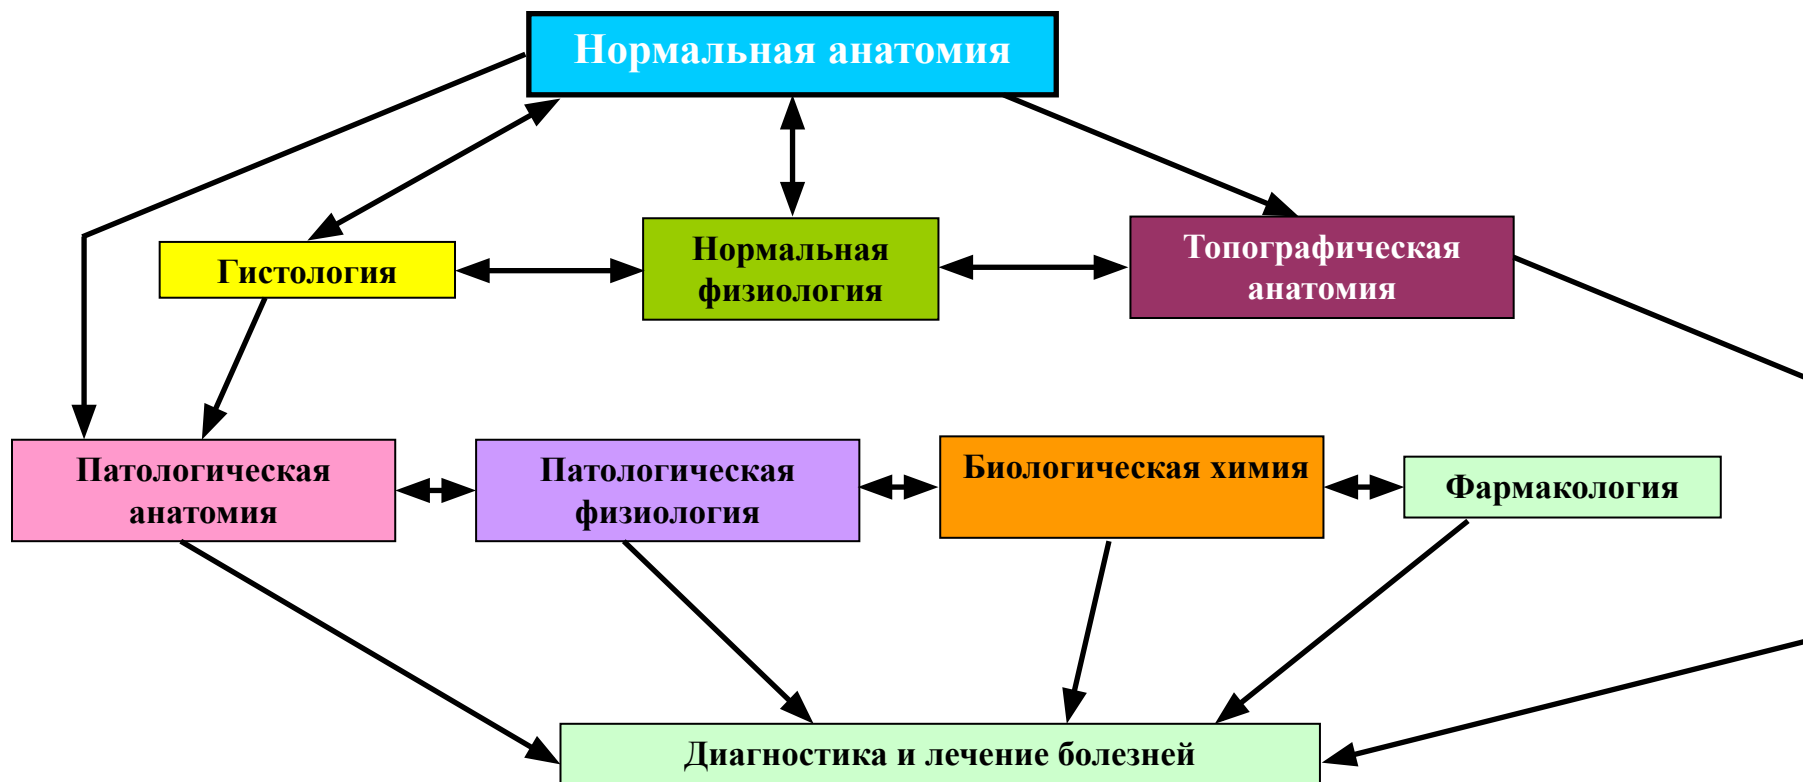 Нормальная анатомия
Гистология
Нормальная
физиология
Топографическая
анатомия
Патологическая
анатомия
Патологическая
физиология
Биологическая химия
Фармакология
Диагностика и лечение болезней